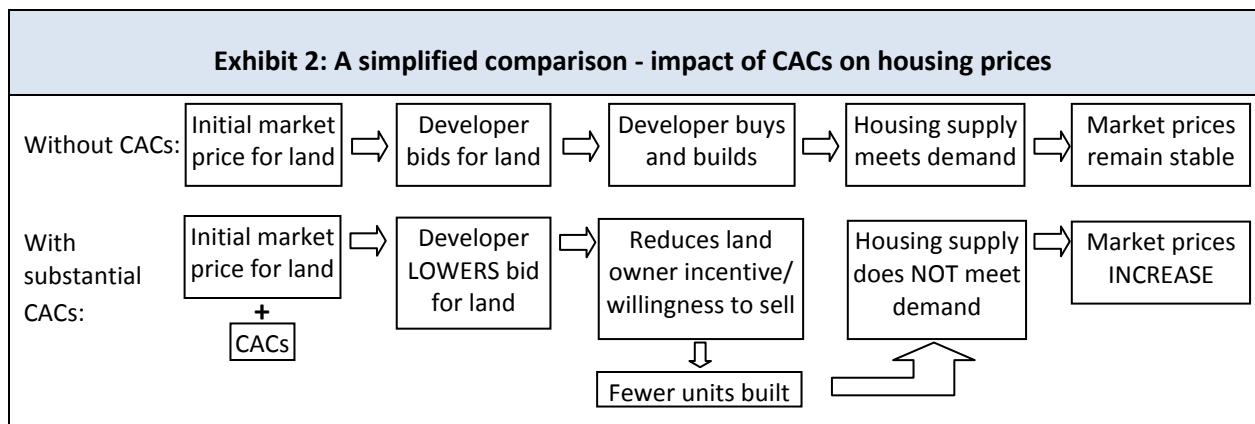 Exhibit 2: A simplified comparison - impact of CACs on housing prices
Without CACs:
Initial market
price for land
Developer
bids for land
Developer buys
and builds
Housing supply
meets demand
Market prices
remain stable
With
substantial
CACs:
Initial market
price for land
+
CACs
Developer
LOWERS bid
for land
Reduces land
owner incentive/
willingness to sell
Fewer units built
Housing supply
does NOT meet
demand
Market prices
INCREASE